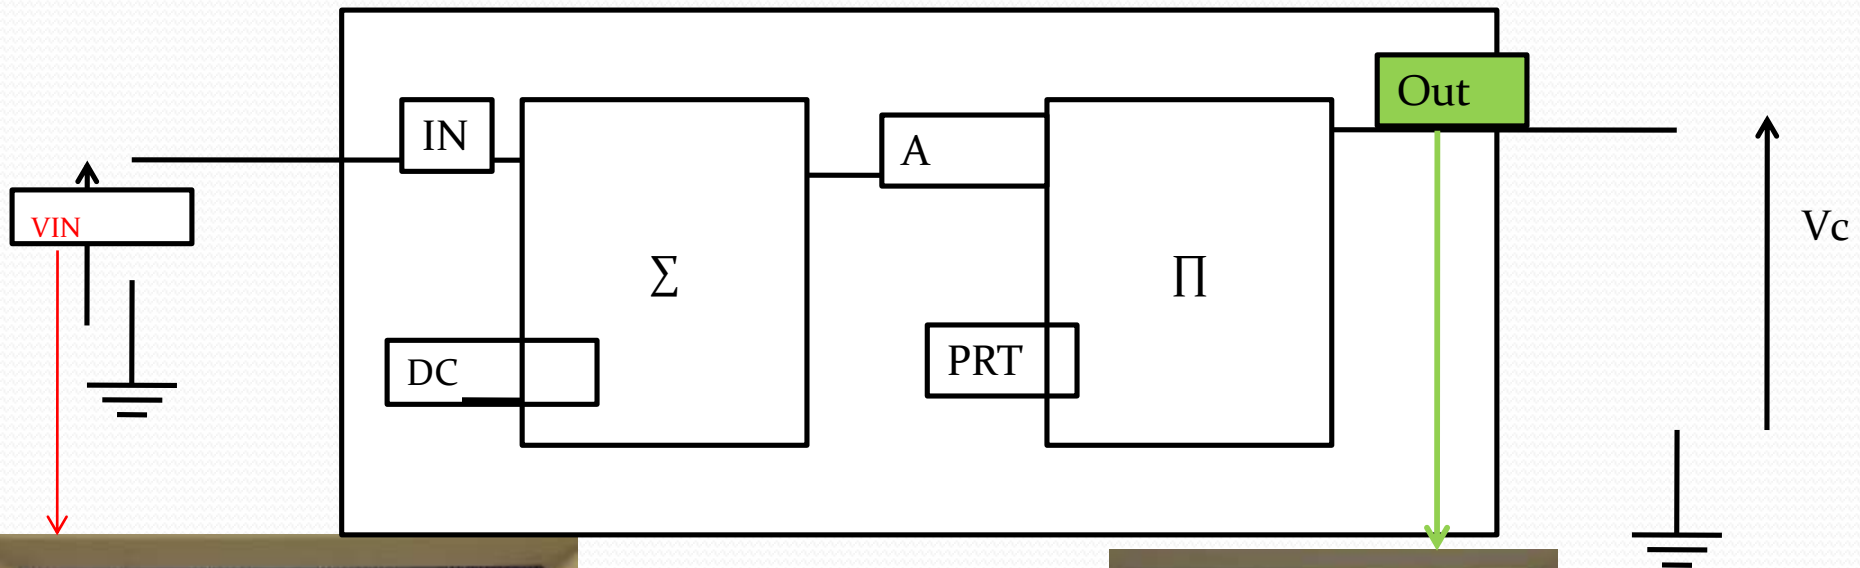 Out
IN
A
VIN
Vc
∑
∏
DC
PRT